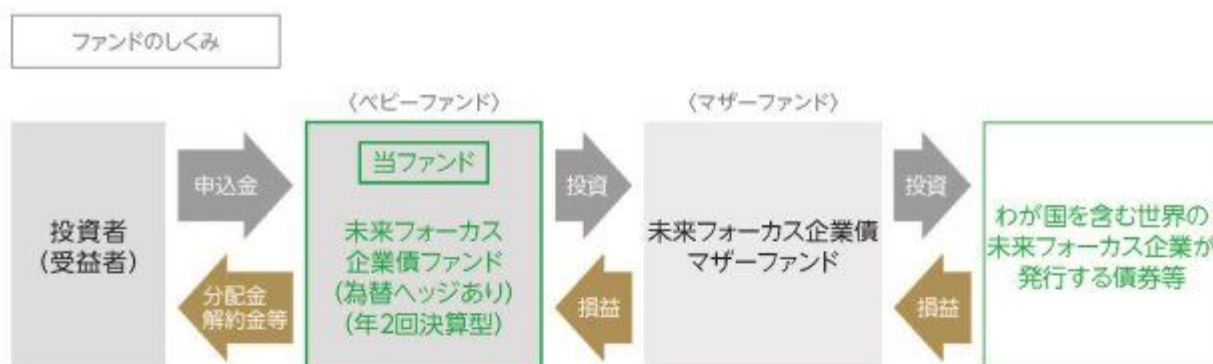 ファンドのしくみ
〈ベビーファンド〉
〈マザーファンド〉
投資者
(受益者)
申込金
分配金
解約金等
当ファンド
未来フォーカス
企業債ファンド
(為替ヘッジあり)
(年2回決算型)
投資
損益
未来フォーカス企業債
マザーファンド
投資
損益
わが国を含む世界の
未来フォーカス企業が
発行する債券等